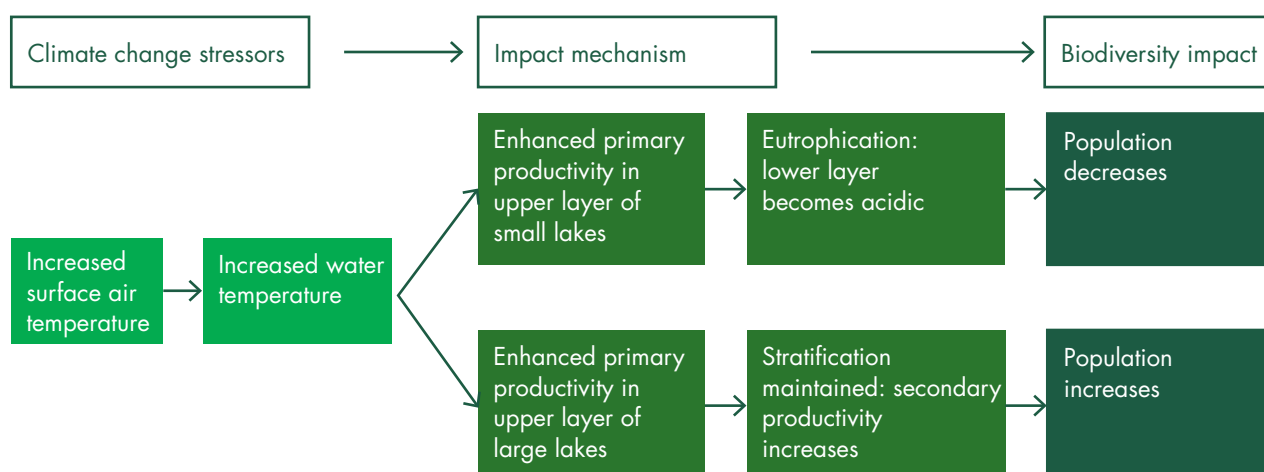 Climate change stressors
Impact mechanism
Biodiversity impact
Increased
surface air
temperature
Increased water
temperature
Enhanced primary
productivity in
upper layer of
small lakes
Eutrophication:
lower layer
becomes acidic
Population
decreases
Enhanced primary
productivity in
upper layer of
large lakes
Stratification
maintained: secondary
productivity
increases
Population
increases